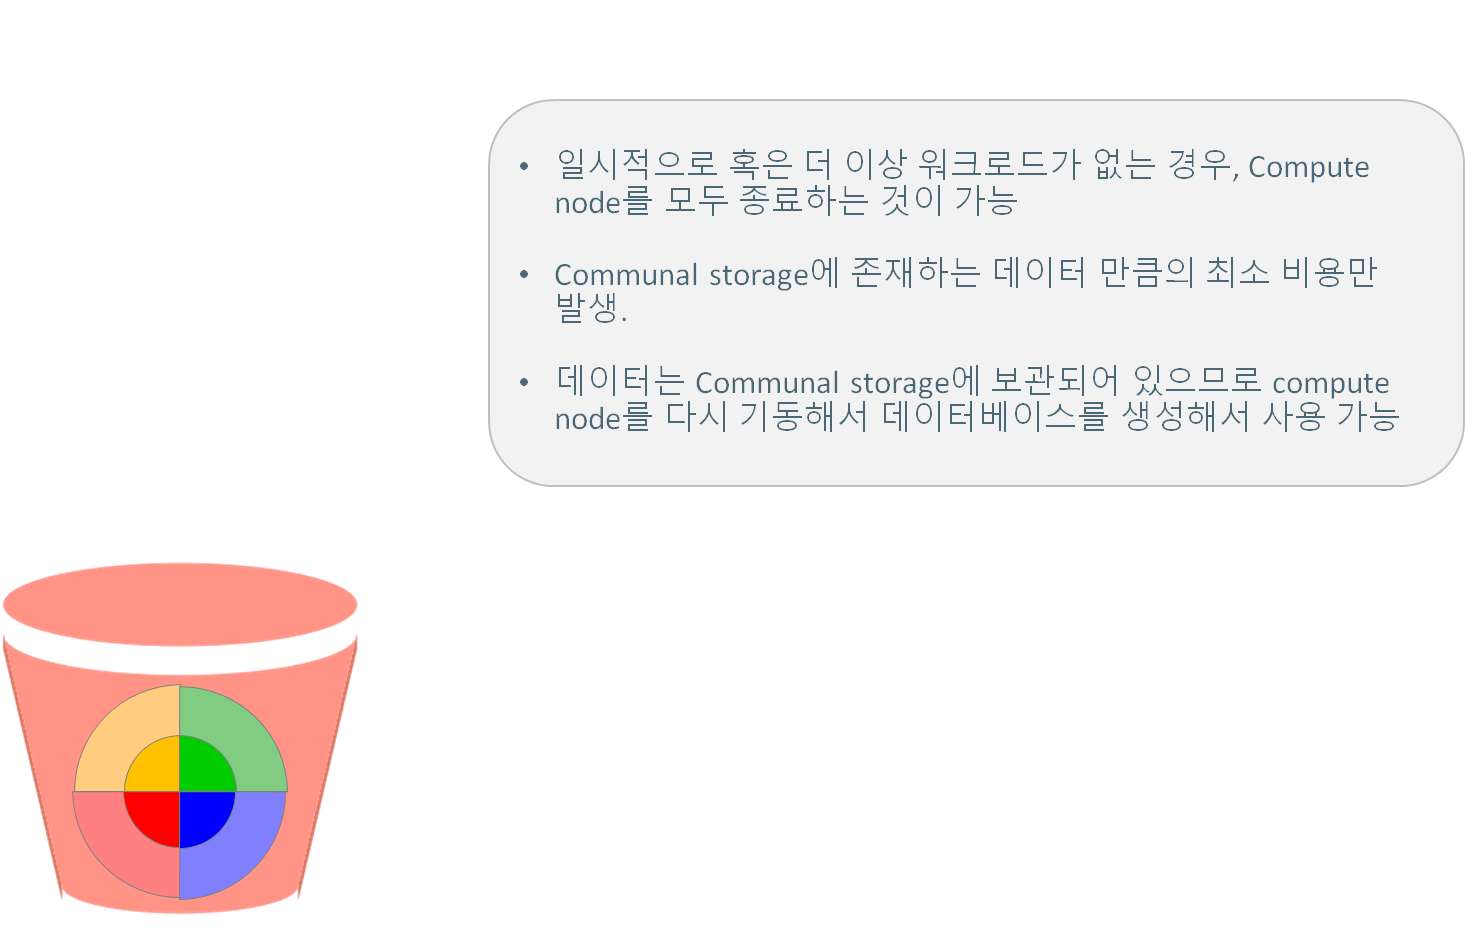 • 일시적으로 혹은 더 이상 워크로드가 없는 경우, Compute
node를 모두 종료하는 것이 가능
• Communal storage에 존재하는 데이터 만큼의 최소 비용만
발생.
• 데이터는 Communal storage에 보관되어 있으므로 compute
node를 다시 기동해서 데이터베이스를 생성해서 사용 가능